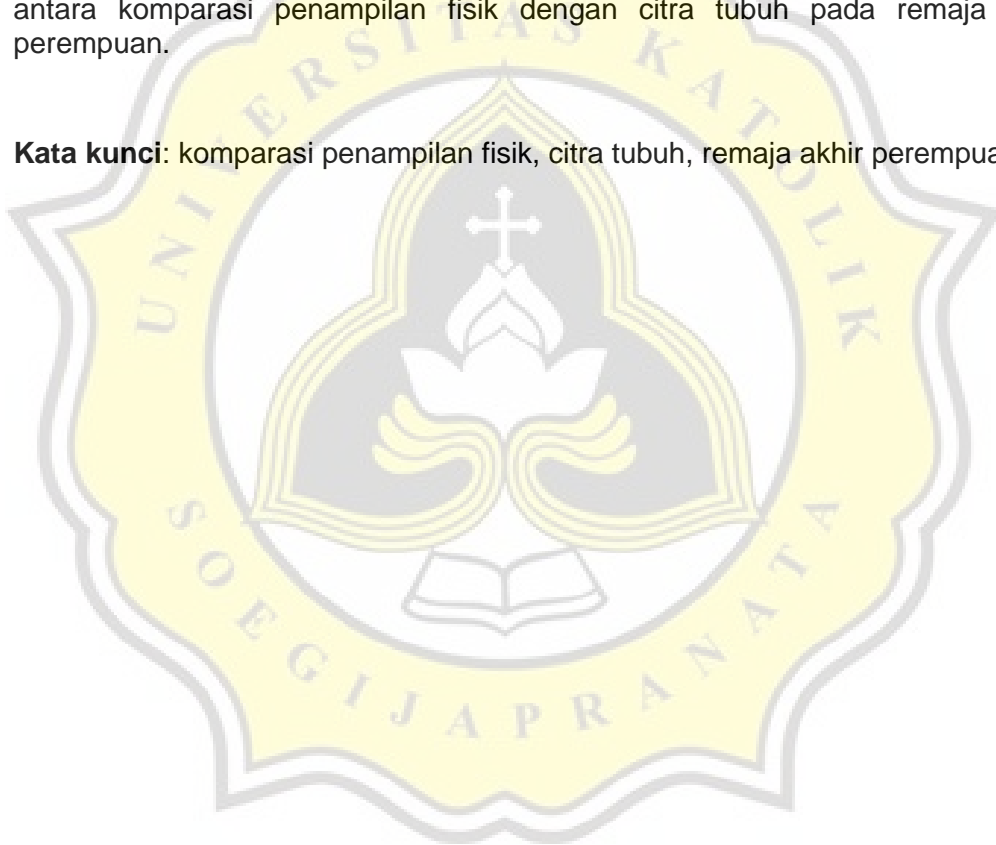 antara komparasi penampilan fisik dengan citra tubuh pada remaja
perempuan.
Kata kunci: komparasi penampilan fisik, citra tubuh, remaja akhir perempua
UNIVERSITAS KATOLIK
SOEGIJAPRANATA